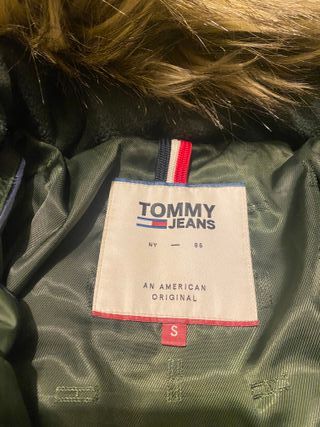 TOMMY
JEANS
NY — 85
AN AMERICAN
ORIGINAL
S